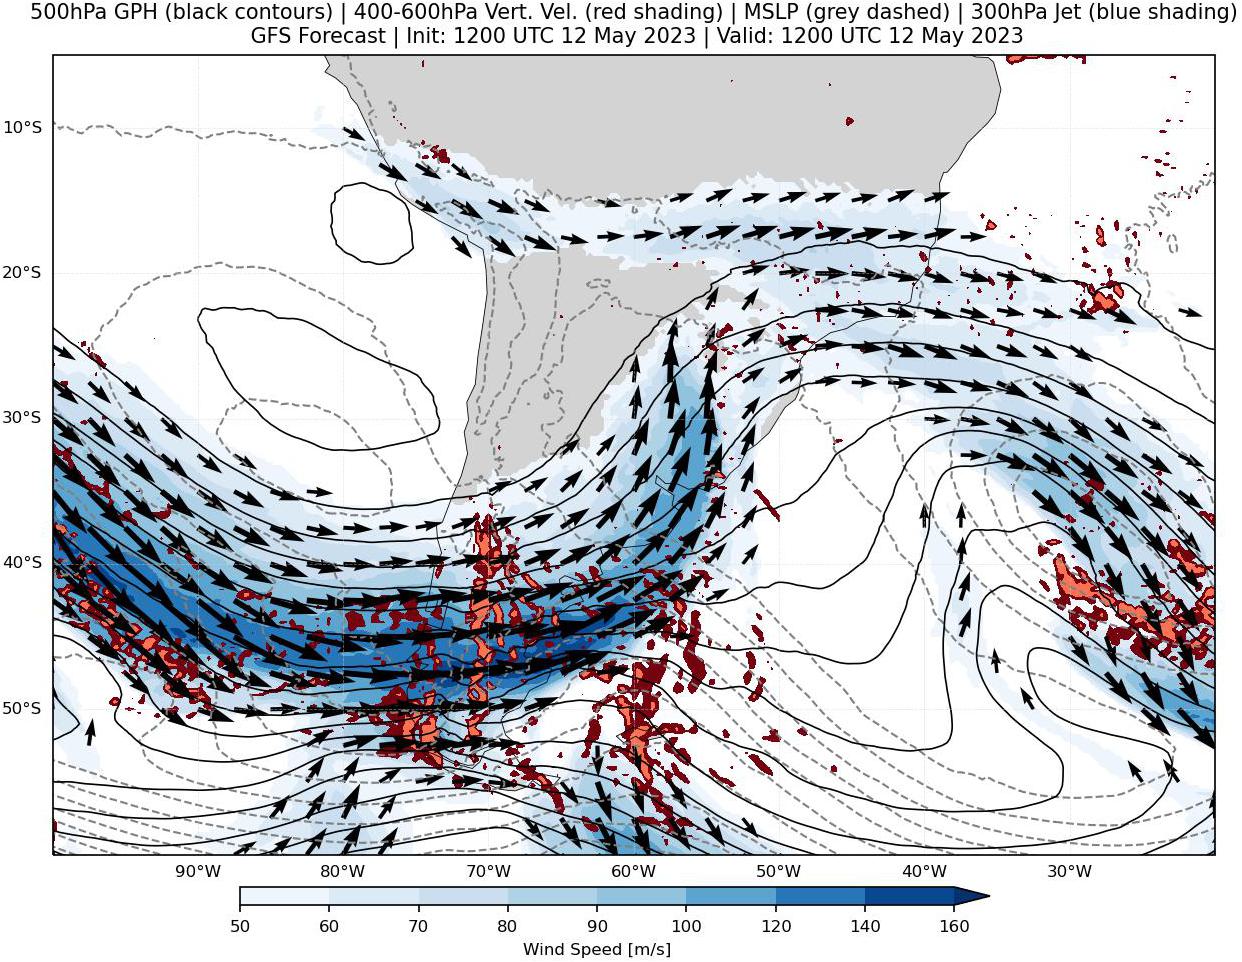 500hPa GPH (black contours) | 400-600hPa Vert. Vel. (red shading) | MSLP (grey dashed) | 300hPa Jet (blue shading)
GFS Forecast | Init: 1200 UTC 12 May 2023 | Valid: 1200 UTC 12 May 2023
10°S
20°S
30°S
40°S
50°S
90°W 80°W 70°W 60°W 50°W 40°W 30°W
50 60 70 80 90 100 120 140 160
Wind Speed [m/s]